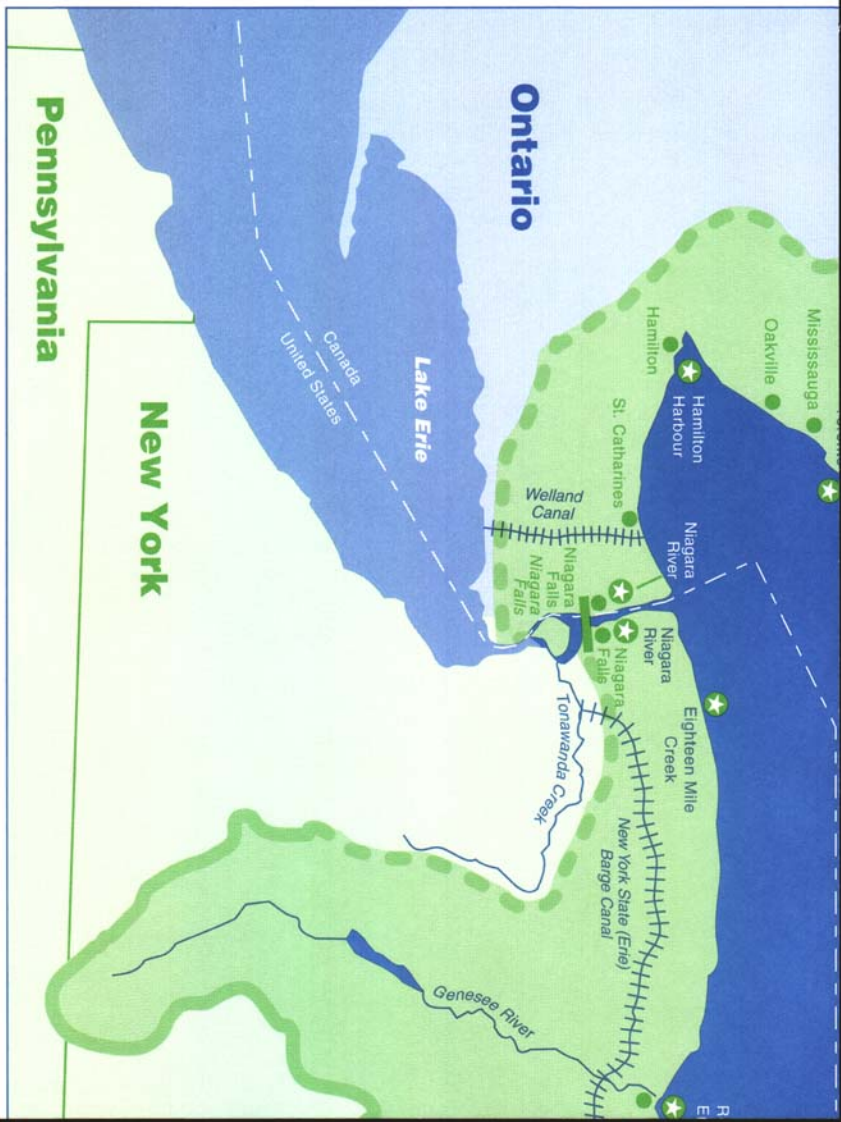 Mississauga
Oakville
Hamilton
Hamilton
Harbour
St. Catharines
Ontario
Welland
Canal
Niagara
River
Niagara
River
Niagara
Falls
Niagara
Falls
Niagara
Falls
Eighteen Mile
Creek
Tonawanda Creek
New York State (Erie)
Barge Canal
Genesee River
Lake Erie
Canada
United States
New York
Pennsylvania